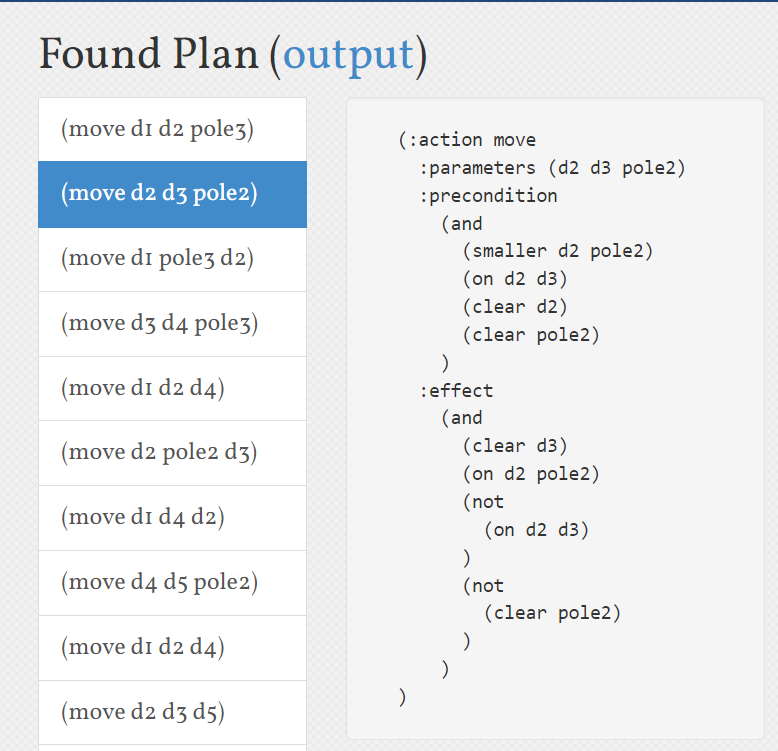 Found Plan (output)
(move d1 d2 pole3)
(move d2 d3 pole2)
(move d1 pole3 d2)
(move d3 d4 pole3)
(move d1 d2 d4)
(move d2 pole2 d3)
(move d1 d4 d2)
(move d4 d5 pole2)
(move d1 d2 d4)
(move d2 d3 d5)
(:action move
:parameters (d2 d3 pole2)
:precondition
(and
(smaller d2 pole2)
(on d2 d3)
(clear d2)
(clear pole2)
)
:effect
(and
(clear d3)
(on d2 pole2)
(not
(on d2 d3)
)
(not
(clear pole2)
)
)
)